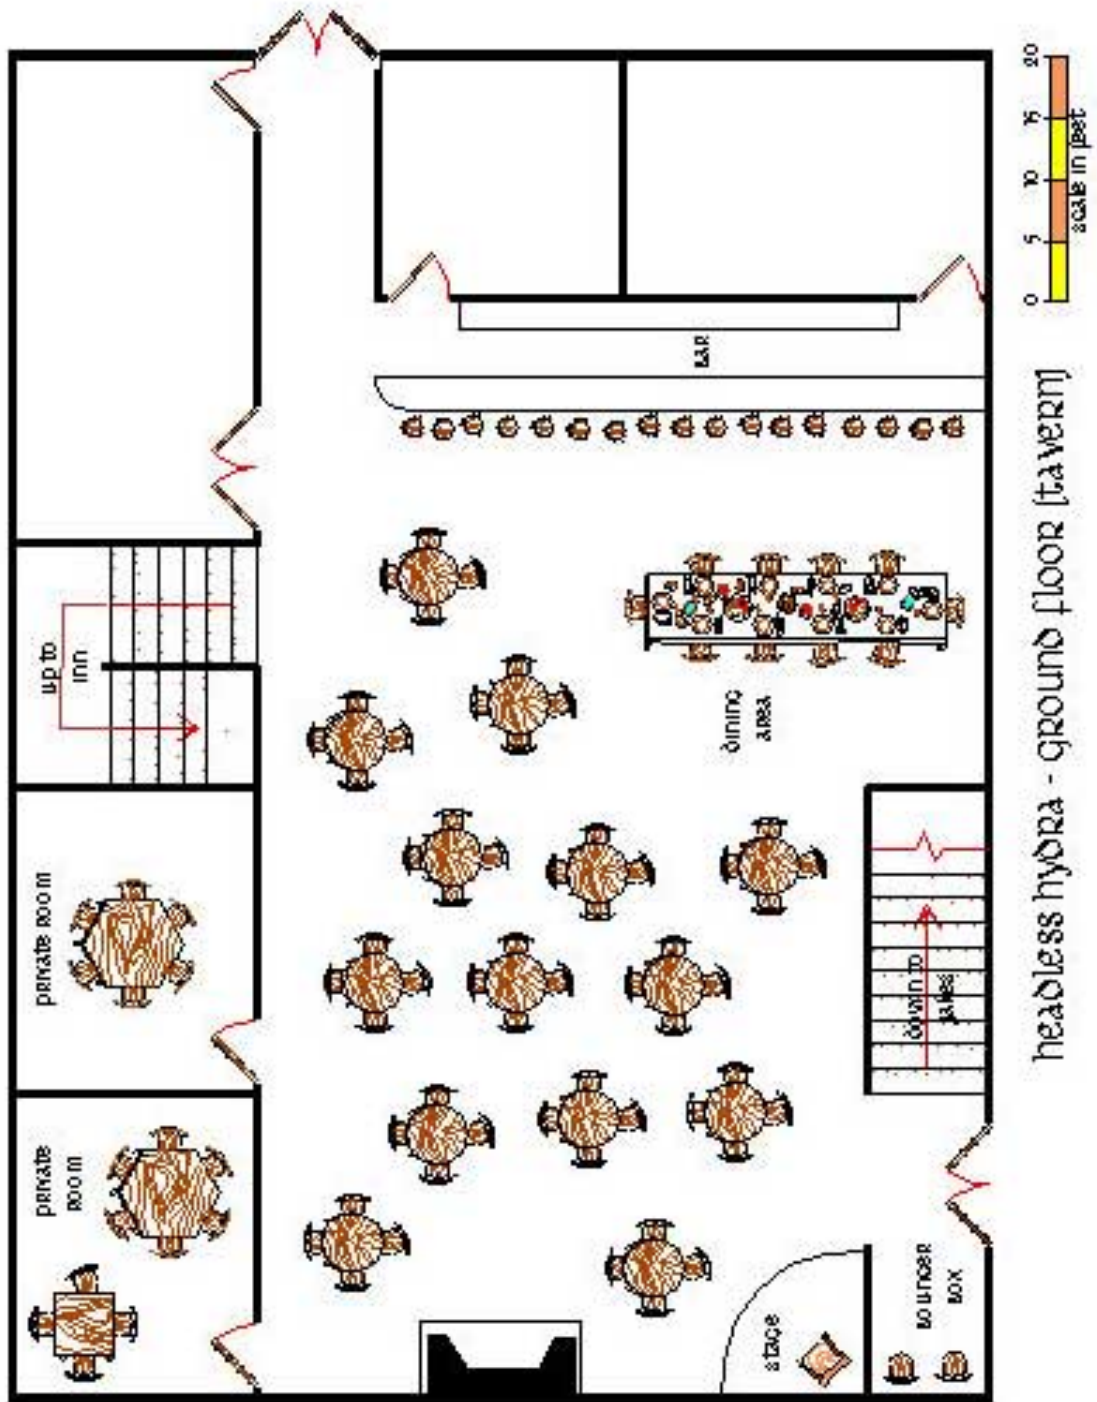 up to
inn
private room
private
room
bar
dining
area
down to
jakes
stage
bouncer
box
0 5 10 15 20
scale in feet
headless hydra - ground floor (tavern)